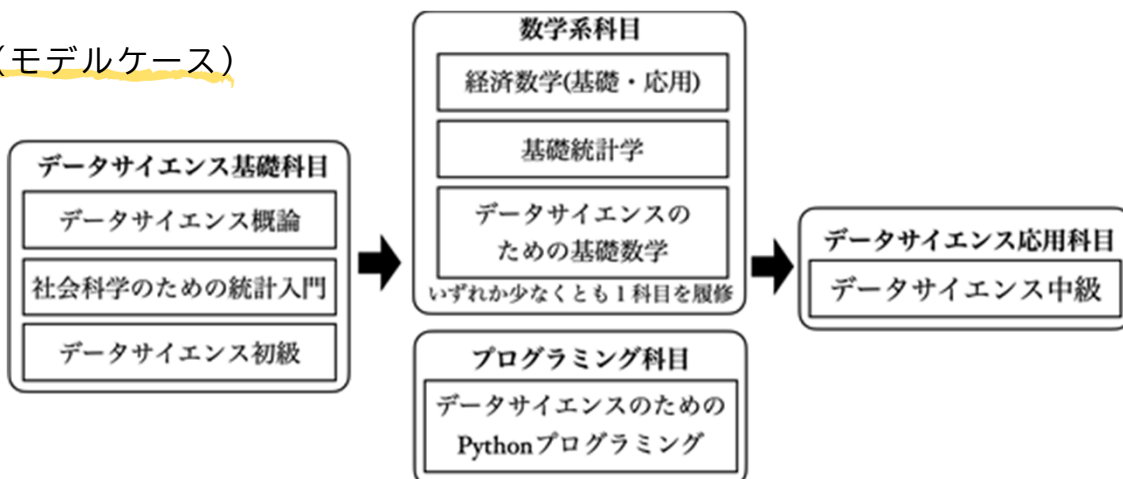 (モデルケース)
データサイエンス基礎科目
データサイエンス概論
社会科学のための統計入門
データサイエンス初級
数学系科目
経済数学(基礎・応用)
基礎統計学
データサイエンスの
ための基礎数学
いずれか少なくとも1科目を履修
プログラミング科目
データサイエンスのための
Pythonプログラミング
データサイエンス応用科目
データサイエンス中級